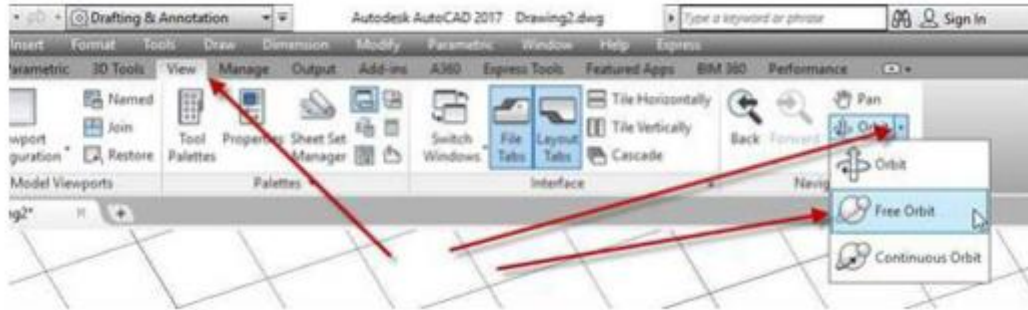 Drafting & Annotation
Autodesk AutoCAD 2017 Drawing2.dwg
Type a keyword or phrase
Sign In
Insert Format Tools Draw Dimension Modify Parametric Window Help Express
Parametric 3D Tools View Manage Output Add-ins A360 Express Tools Featured Apps BIM 360 Performance
Named
Join
Restore
Model Viewports
Tool
Palettes
Properties
Sheet Set
Manager
Palettes
Switch
Windows
File
Tabs
Layout
Tabs
Tile Horizontally
Tile Vertically
Cascade
Interface
Back
Forward
Pan
Orbit
Navig
Orbit
Free Orbit
Continuous Orbit